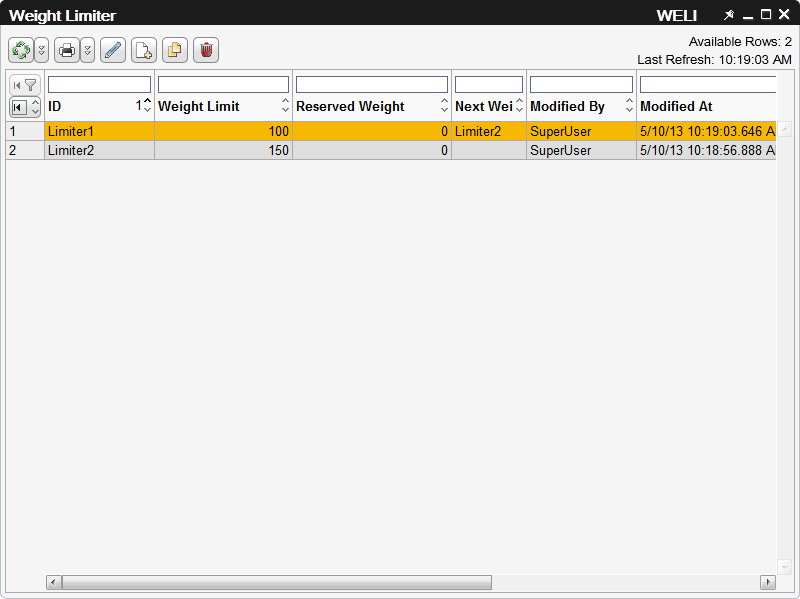 Weight Limiter WELI
Available Rows: 2
Last Refresh: 10:19:03 AM
ID 1 Weight Limit Reserved Weight Next Wei Modified By Modified At
1 Limiter1 100 0 Limiter2 SuperUser 5/10/13 10:19:03.646 A
2 Limiter2 150 0 SuperUser 5/10/13 10:18:56.888 A